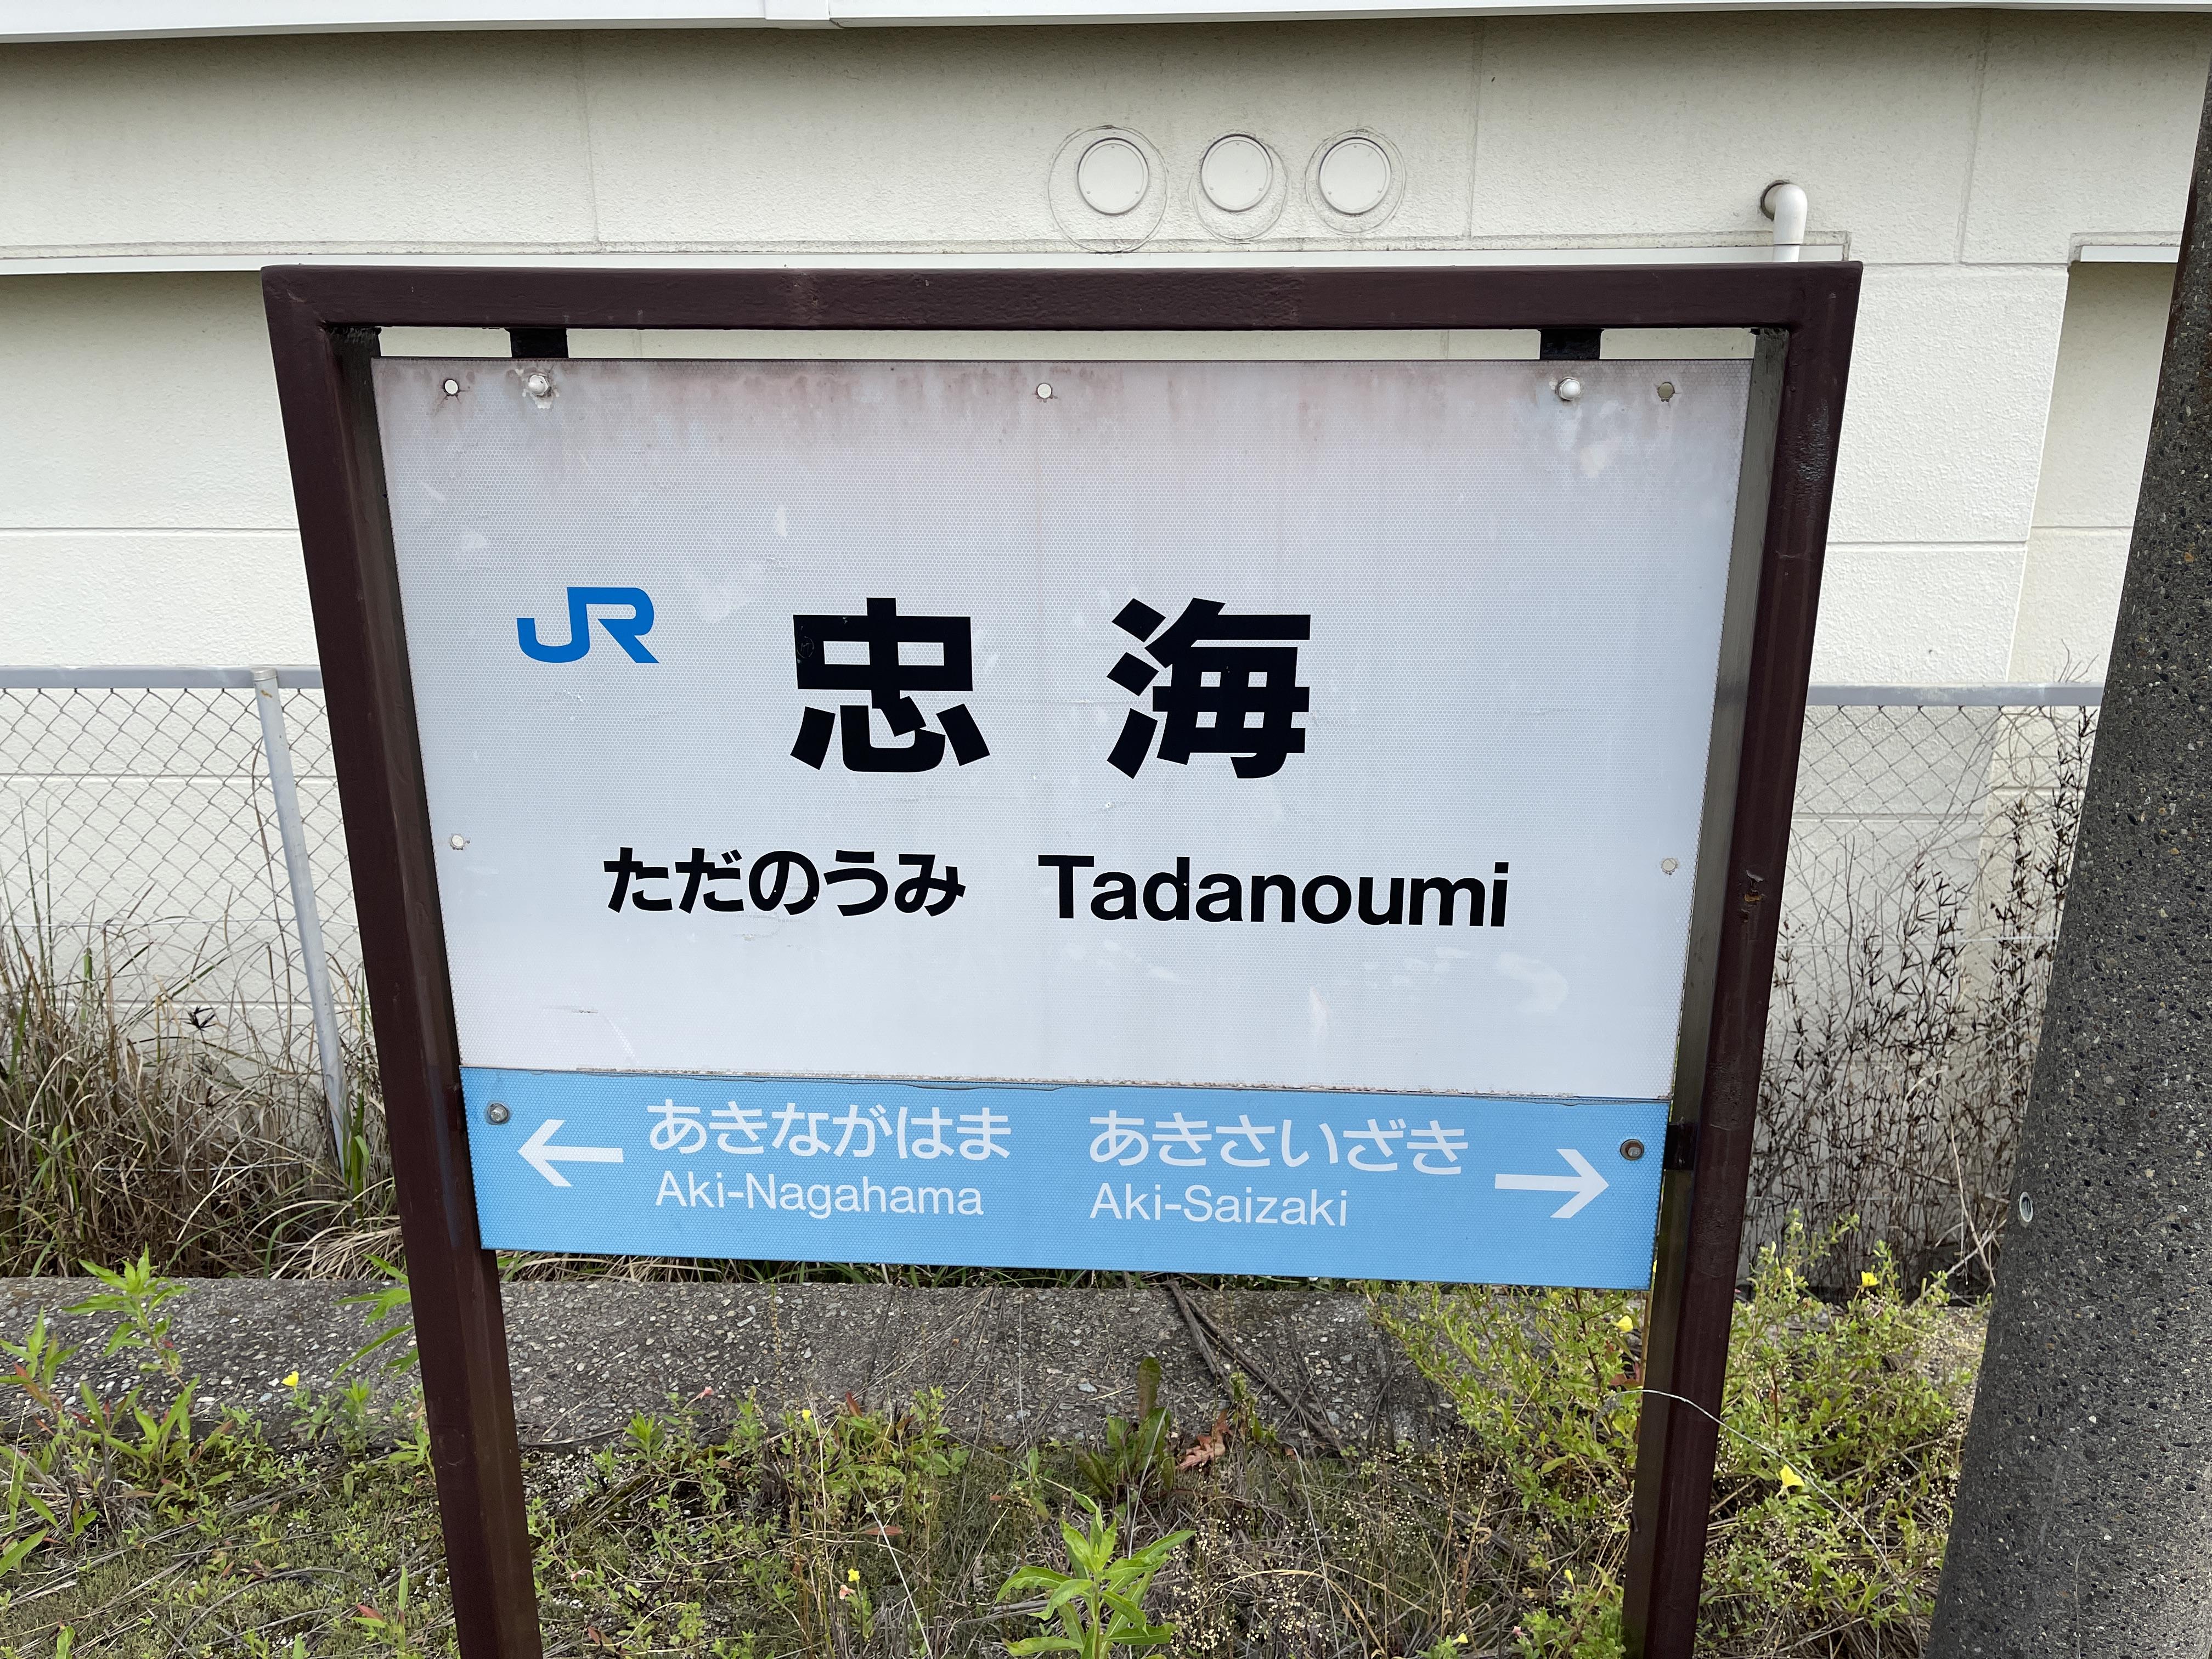 JR 忠海
ただのうみ Tadanoumi
← あきながはま あきさいざき →
Aki-Nagahama Aki-Saizaki